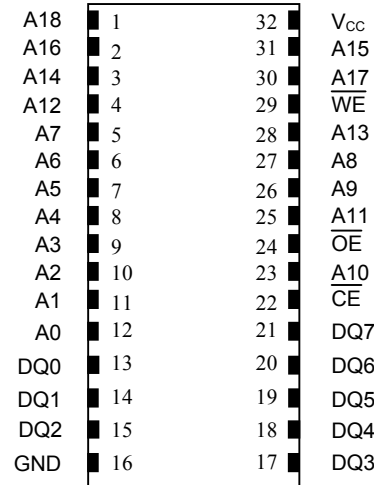 A18 1 32 Vcc
A16 2 31 A15
A14 3 30 A17
A12 4 29 WE
A7 5 28 A13
A6 6 27 A8
A5 7 26 A9
A4 8 25 A11
A3 9 24 OE
A2 10 23 A10
A1 11 22 CE
A0 12 21 DQ7
DQ0 13 20 DQ6
DQ1 14 19 DQ5
DQ2 15 18 DQ4
GND 16 17 DQ3